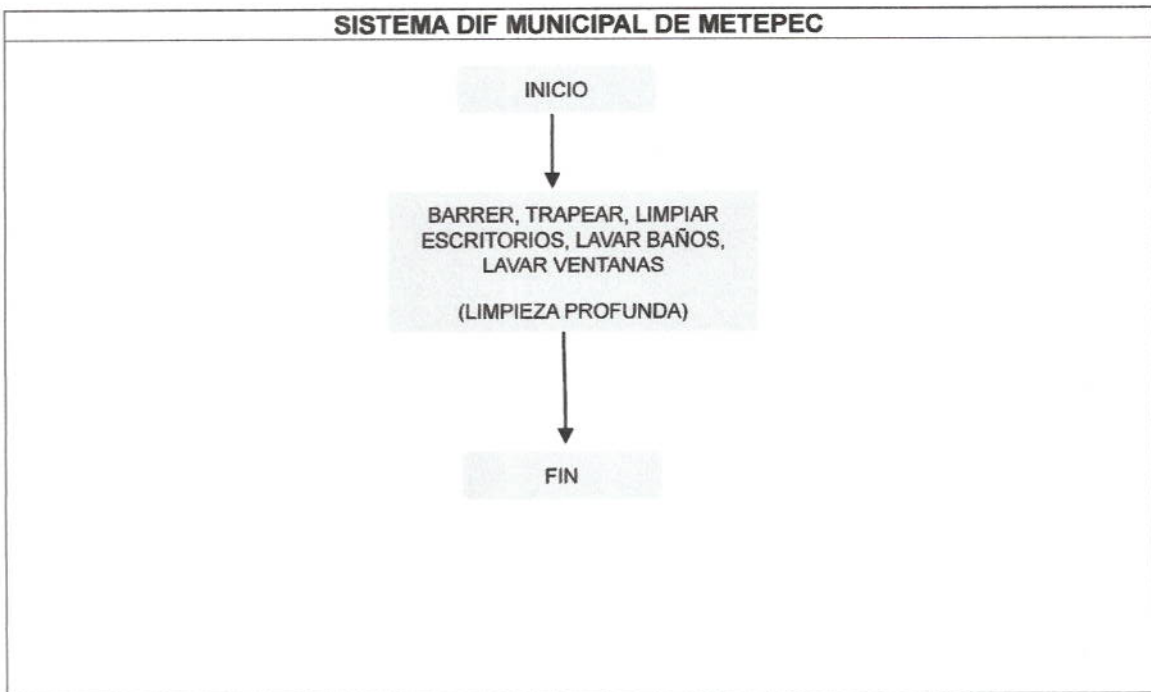 SISTEMA DIF MUNICIPAL DE METEPEC
INICIO
BARRER, TRAPEAR, LIMPIAR
ESCRITORIOS, LAVAR BAÑOS,
LAVAR VENTANAS
(LIMPIEZA PROFUNDA)
FIN